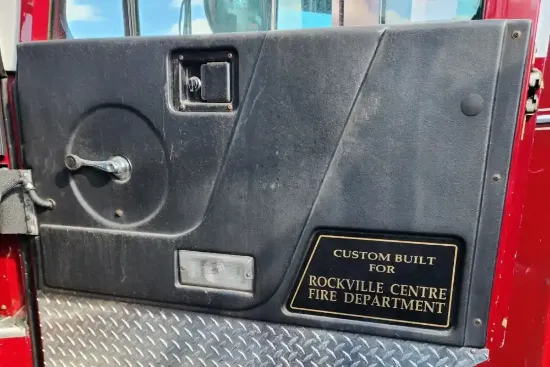 CUSTOM BUILT
FOR
ROCKVILLE CENTRE
FIRE DEPARTMENT